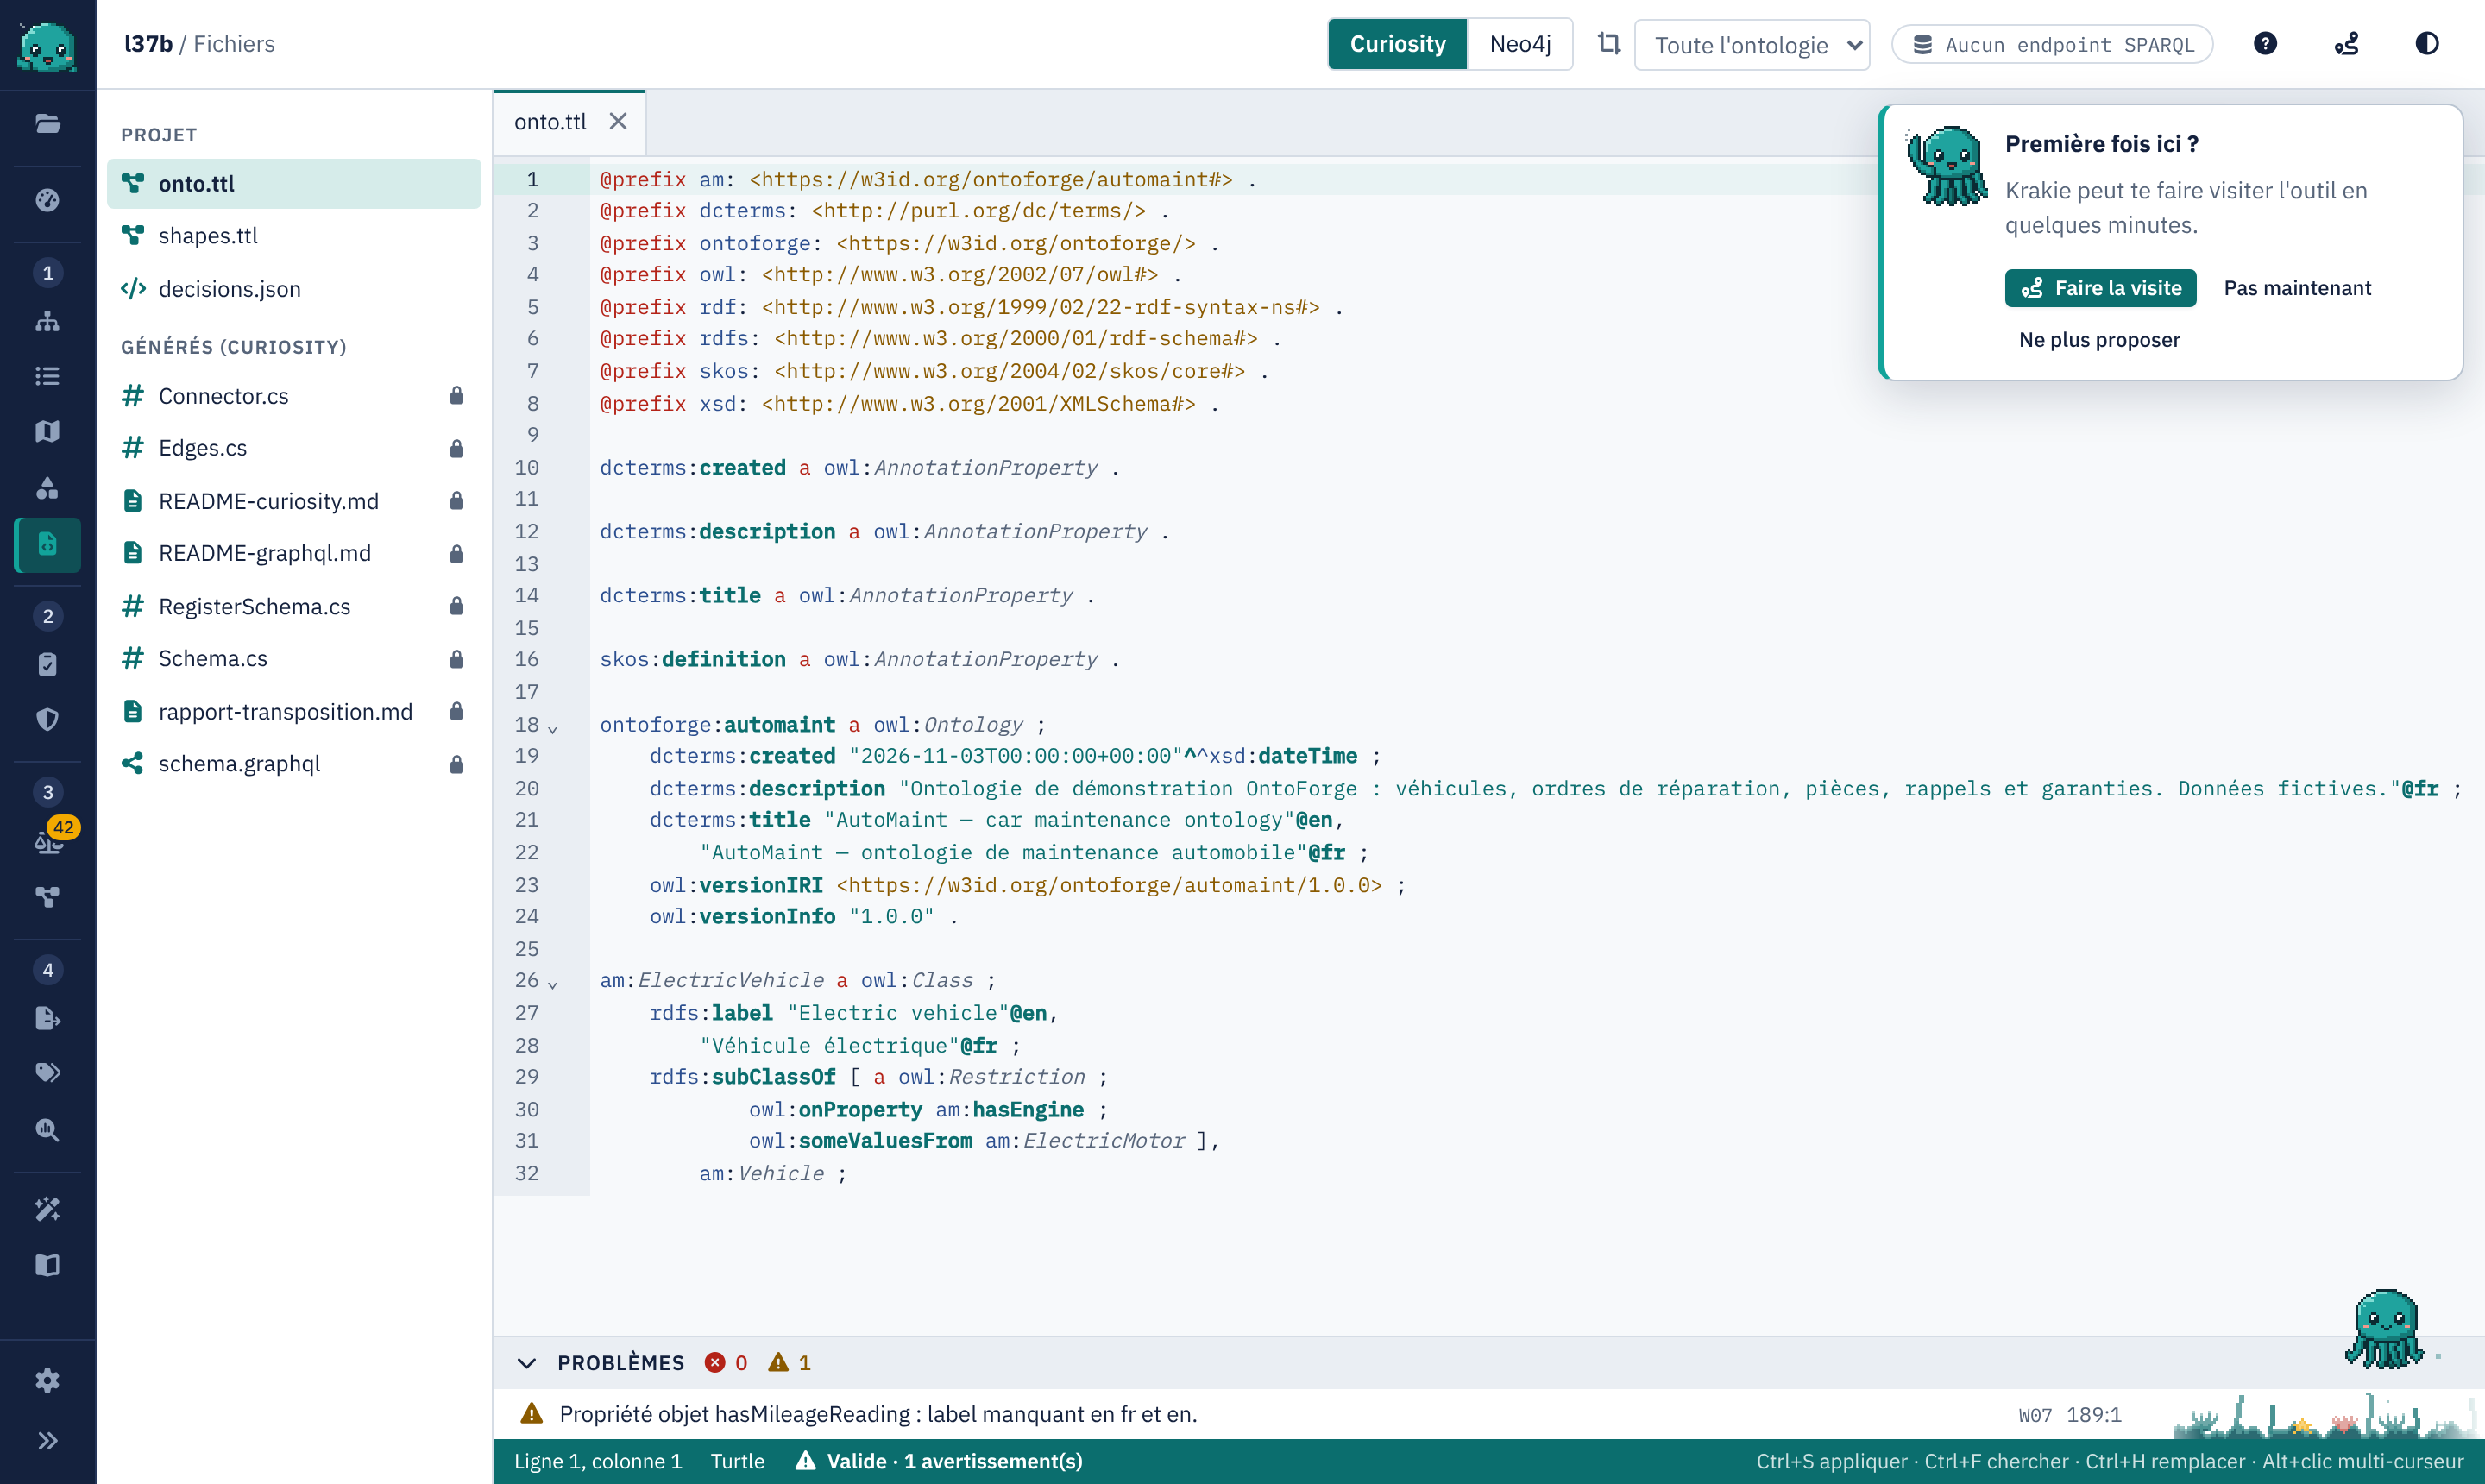 l37b / Fichiers
Curiosity
Neo4j
Toute l'ontologie
Aucun endpoint SPARQL
PROJET
onto.ttl
shapes.ttl
decisions.json
GÉNÉRÉS (CURIOSITY)
Connector.cs
Edges.cs
README-curiosity.md
README-graphql.md
RegisterSchema.cs
Schema.cs
rapport-transposition.md
schema.graphql
1
2
3
42
4
onto.ttl
Première fois ici ?
Krakie peut te faire visiter l'outil en
quelques minutes.
Faire la visite
Pas maintenant
Ne plus proposer
1 @prefix am: <https://w3id.org/ontoforge/automaint#> .
2 @prefix dcterms: <http://purl.org/dc/terms/> .
3 @prefix ontoforge: <https://w3id.org/ontoforge/> .
4 @prefix owl: <http://www.w3.org/2002/07/owl#> .
5 @prefix rdf: <http://www.w3.org/1999/02/22-rdf-syntax-ns#> .
6 @prefix rdfs: <http://www.w3.org/2000/01/rdf-schema#> .
7 @prefix skos: <http://www.w3.org/2004/02/skos/core#> .
8 @prefix xsd: <http://www.w3.org/2001/XMLSchema#> .
9
10 dcterms:created a owl:AnnotationProperty .
11
12 dcterms:description a owl:AnnotationProperty .
13
14 dcterms:title a owl:AnnotationProperty .
15
16 skos:definition a owl:AnnotationProperty .
17
18 ontoforge:automaint a owl:Ontology ;
19 dcterms:created "2026-11-03T00:00:00+00:00"^^xsd:dateTime ;
20 dcterms:description "Ontologie de démonstration OntoForge : véhicules, ordres de réparation, pièces, rappels et garanties. Données fictives."@fr ;
21 dcterms:title "AutoMaint — car maintenance ontology"@en,
22 "AutoMaint — ontologie de maintenance automobile"@fr ;
23 owl:versionIRI <https://w3id.org/ontoforge/automaint/1.0.0> ;
24 owl:versionInfo "1.0.0" .
25
26 am:ElectricVehicle a owl:Class ;
27 rdfs:label "Electric vehicle"@en,
28 "Véhicule électrique"@fr ;
29 rdfs:subClassOf [ a owl:Restriction ;
30 owl:onProperty am:hasEngine ;
31 owl:someValuesFrom am:ElectricMotor ],
32 am:Vehicle ;
PROBLÈMES 0 1
Propriété objet hasMileageReading : label manquant en fr et en.
W07 189:1
Ligne 1, colonne 1
Turtle
Valide · 1 avertissement(s)
Ctrl+S appliquer · Ctrl+F chercher · Ctrl+H remplacer · Alt+clic multi-curseur